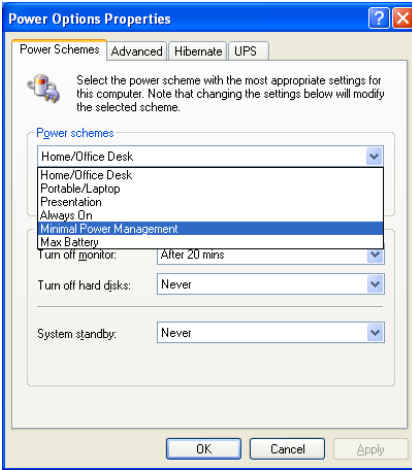 Power Options Properties
Power Schemes Advanced Hibernate UPS
Select the power scheme with the most appropriate settings for
this computer. Note that changing the settings below will modify
the selected scheme.
Power schemes
Home/Office Desk
Home/Office Desk
Portable/Laptop
Presentation
Always On
Minimal Power Management
Max Battery
Turn off monitor: After 20 mins
Turn off hard disks: Never
System standby: Never
OK Cancel Apply